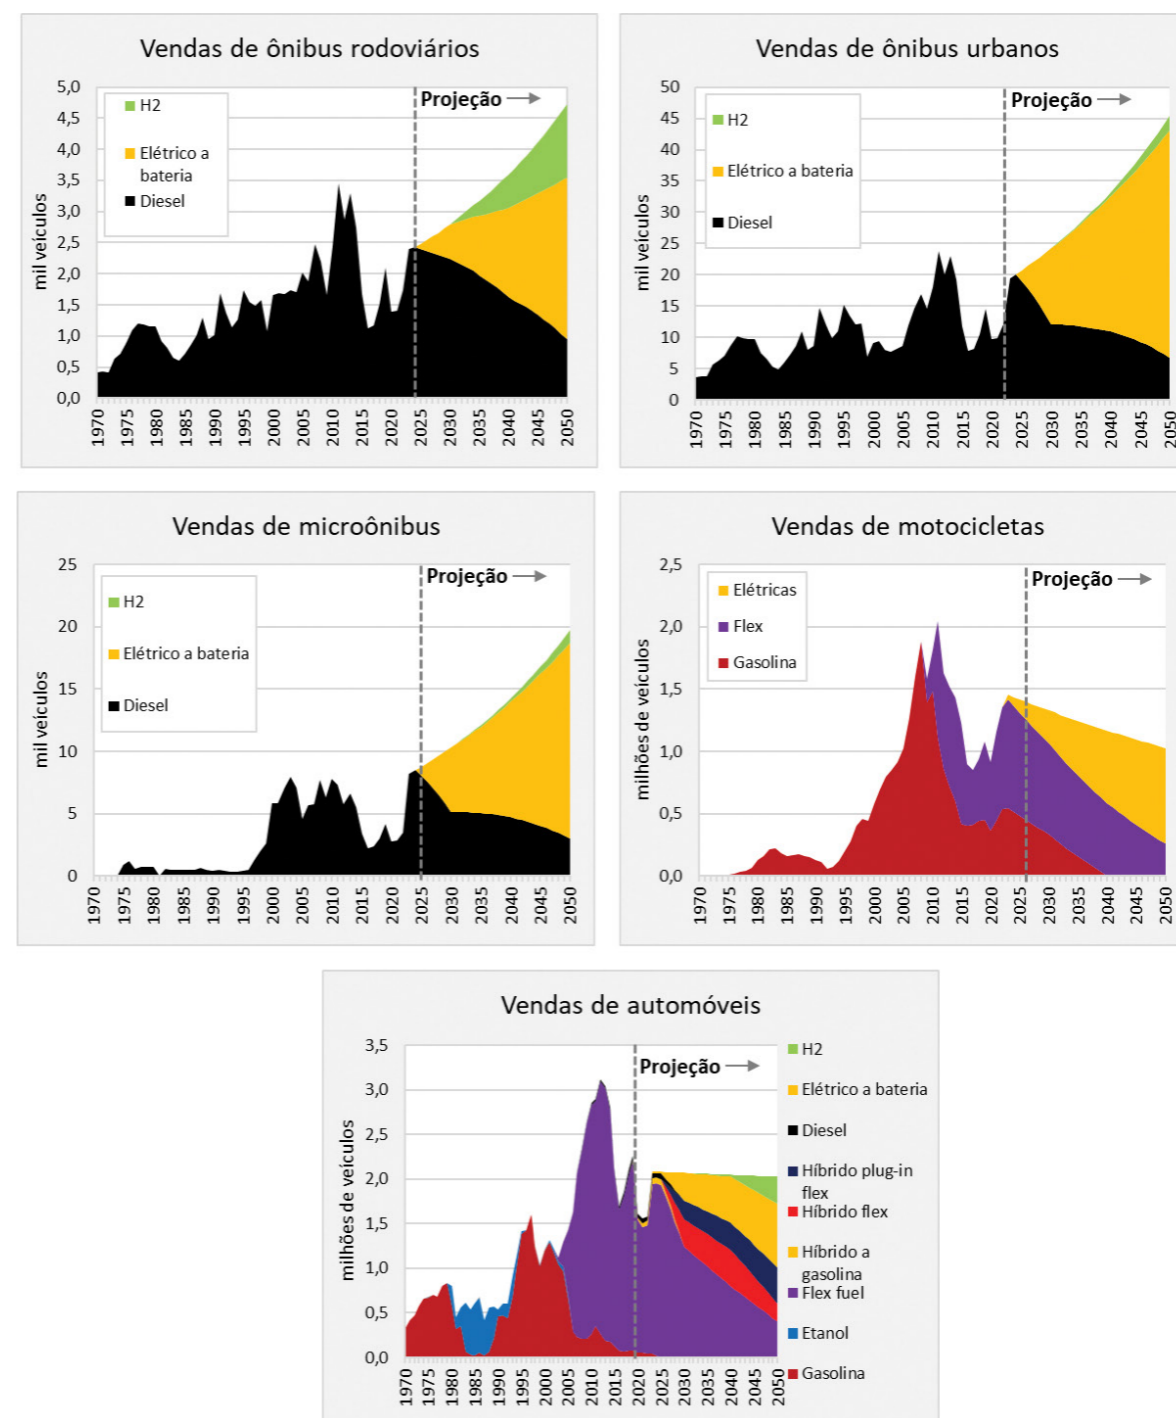 Vendas de ônibus rodoviários
mil veículos
5,0
4,5
4,0
3,5
3,0
2,5
2,0
1,5
1,0
0,5
0,0
H2
Elétrico a
bateria
Diesel
Projeção
1970 1975 1980 1985 1990 1995 2000 2005 2010 2015 2020 2025 2030 2035 2040 2045 2050
Vendas de ônibus urbanos
mil veículos
50
45
40
35
30
25
20
15
10
5
0
H2
Elétrico a bateria
Diesel
Projeção
1970 1975 1980 1985 1990 1995 2000 2005 2010 2015 2020 2025 2030 2035 2040 2045 2050
Vendas de microônibus
mil veículos
25
20
15
10
5
0
H2
Elétrico a bateria
Diesel
Projeção
1970 1975 1980 1985 1990 1995 2000 2005 2010 2015 2020 2025 2030 2035 2040 2045 2050
Vendas de motocicletas
milhões de veículos
2,5
2,0
1,5
1,0
0,5
0,0
Elétricas
Flex
Gasolina
Projeção
1970 1975 1980 1985 1990 1995 2000 2005 2010 2015 2020 2025 2030 2035 2040 2045 2050
Vendas de automóveis
milhões de veículos
3,5
3,0
2,5
2,0
1,5
1,0
0,5
0,0
Projeção
1970 1975 1980 1985 1990 1995 2000 2005 2010 2015 2020 2025 2030 2035 2040 2045 2050
H2
Elétrico a bateria
Diesel
Híbrido plug-in
flex
Híbrido flex
Híbrido a
gasolina
Flex fuel
Etanol
Gasolina